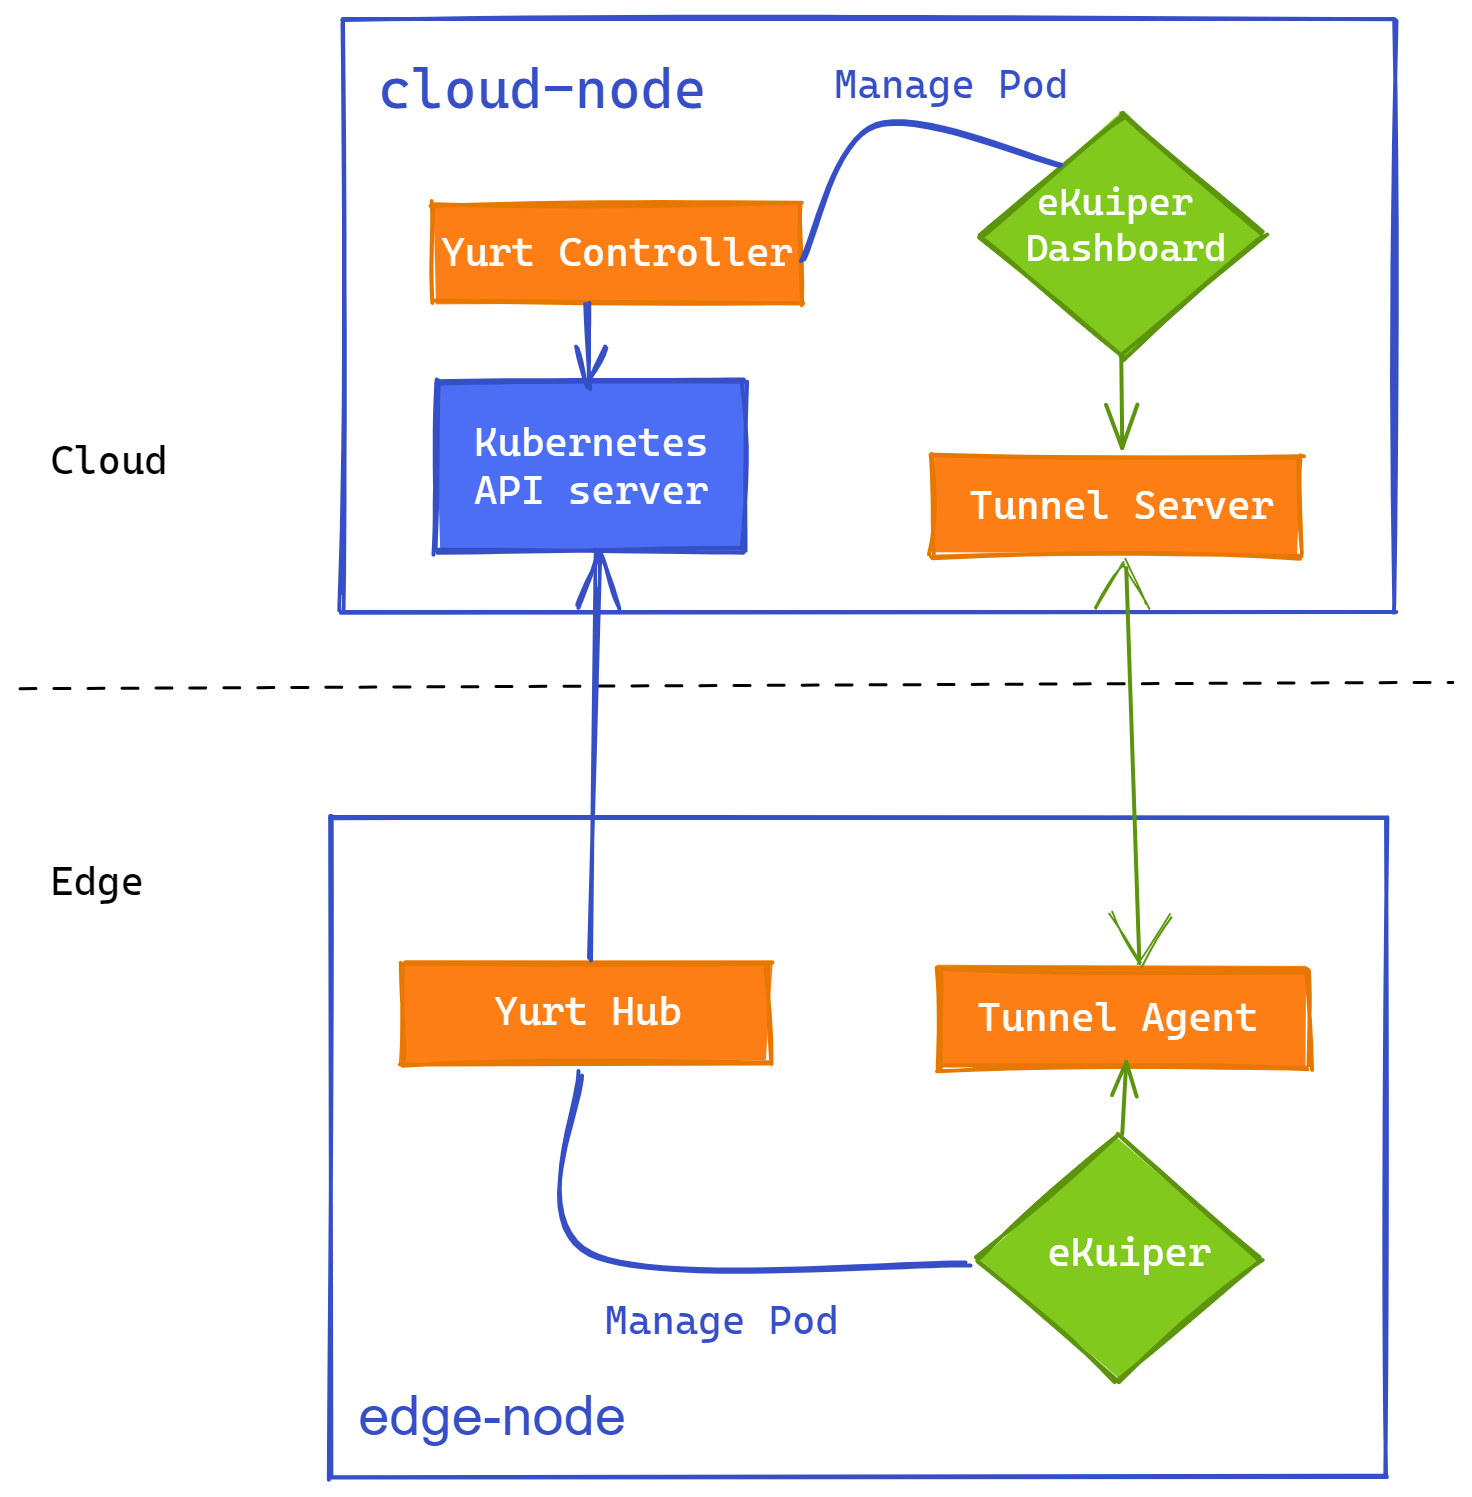 cloud-node
Manage Pod
eKuiper
Dashboard
Yurt Controller
Kubernetes
API server
Cloud
Tunnel Server
Edge
Yurt Hub
Tunnel Agent
eKuiper
Manage Pod
edge-node